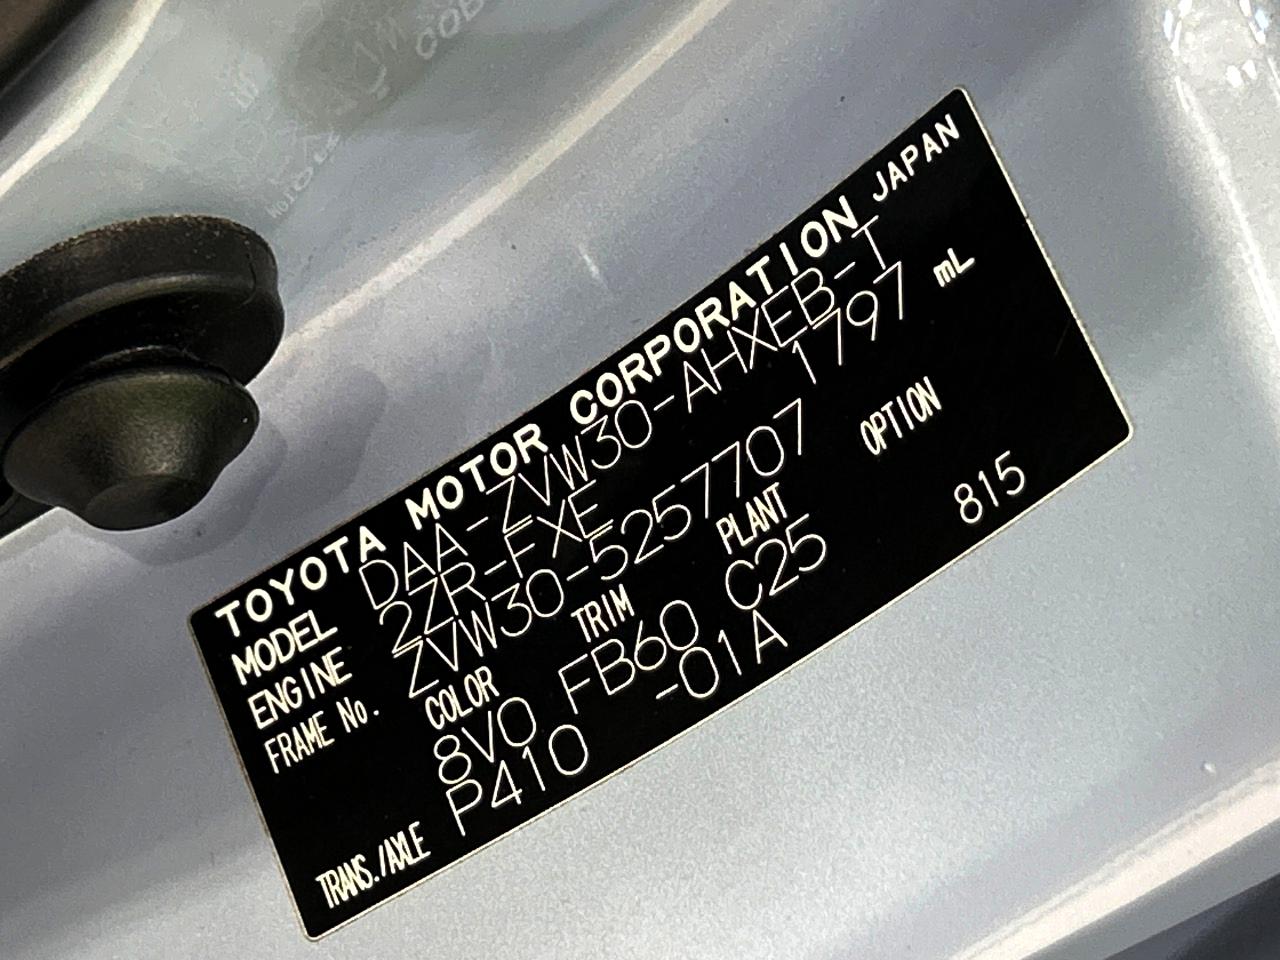 TOYOTA MOTOR CORPORATION JAPAN
MODEL DAA-ZVW30-AHXEB-T
ENGINE 2ZR-FXE 1797 mL
FRAME No. ZVW30-5257707
COLOR TRIM PLANT OPTION
8V0 FB60 C25 815
TRANS./AXLE P410 -01A